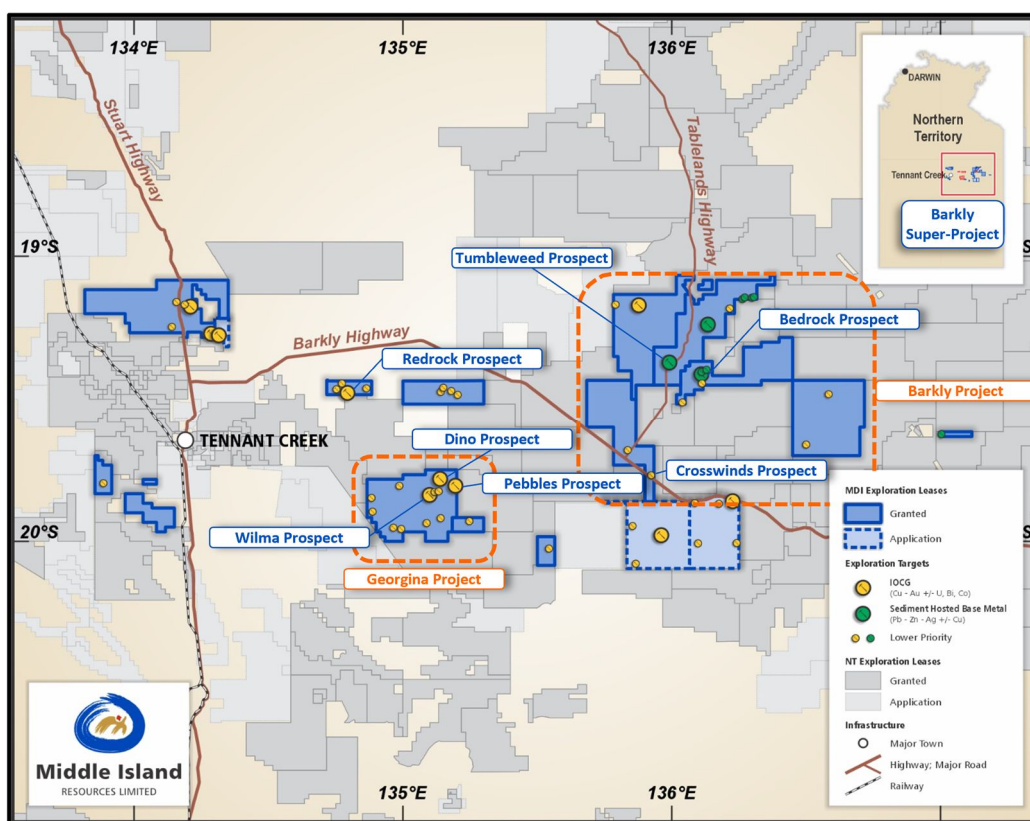 134°E
135°E
136°E
Stuart Highway
Tablelands Highway
DARWIN
Northern
Territory
Tennant Creek
Barkly
Super-Project
19°S
Tumbleweed Prospect
Bedrock Prospect
Barkly Highway
Redrock Prospect
Barkly Project
TENNANT CREEK
Dino Prospect
Crosswinds Prospect
Pebbles Prospect
Wilma Prospect
20°S
S
Georgina Project
MDI Exploration Leases
Granted
Application
Exploration Targets
IOCG
(Cu - Au +/- U, Bi, Co)
Sediment Hosted Base Metal
(Pb - Zn - Ag +/- Cu)
Lower Priority
NT Exploration Leases
Granted
Application
Infrastructure
Major Town
Highway; Major Road
Railway
Middle Island
RESOURCES LIMITED
135°E
136°E